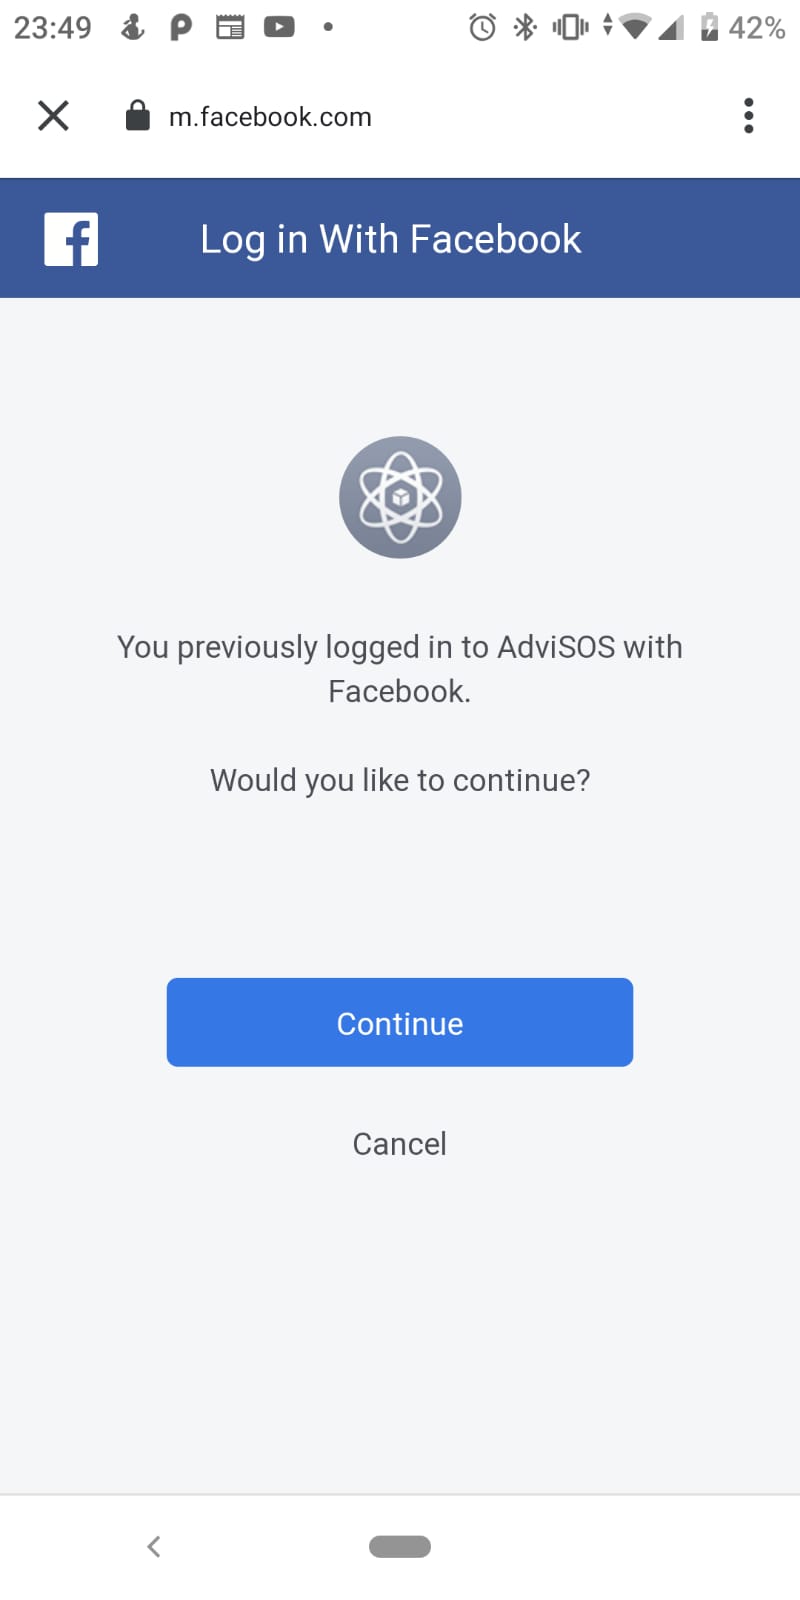 23:49 42%
m.facebook.com
Log in With Facebook
You previously logged in to AdviSOS with
Facebook.
Would you like to continue?
Continue
Cancel